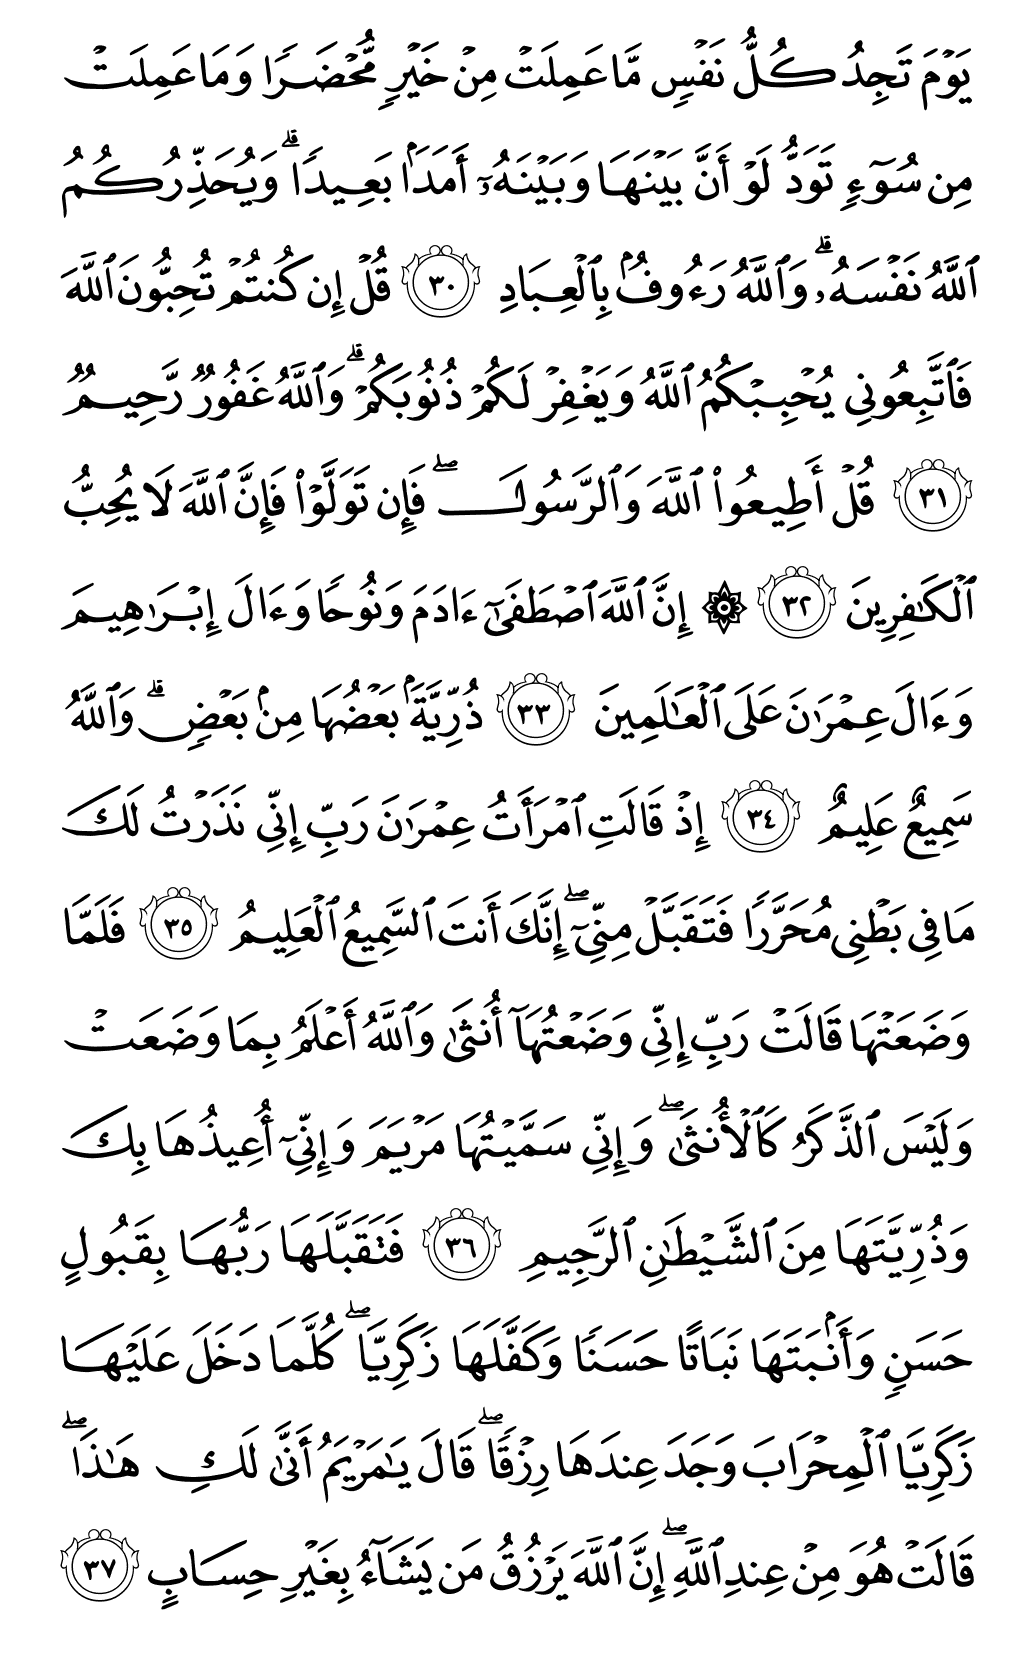 يَوْمَ تَجِدُ كُلُّ نَفْسٍ مَّا عَمِلَتْ مِنْ خَيْرٍ مُّحْضَرًا وَمَا عَمِلَتْ
مِن سُوٓءٍ تَوَدُّ لَوْ أَنَّ بَيْنَهَا وَبَيْنَهُۥٓ أَمَدًۢا بَعِيدًا ۗ وَيُحَذِّرُكُمُ
ٱللَّهُ نَفْسَهُۥ ۗ وَٱللَّهُ رَءُوفٌۢ بِٱلْعِبَادِ ٣٠ قُلْ إِن كُنتُمْ تُحِبُّونَ ٱللَّهَ
فَٱتَّبِعُونِى يُحْبِبْكُمُ ٱللَّهُ وَيَغْفِرْ لَكُمْ ذُنُوبَكُمْ ۗ وَٱللَّهُ غَفُورٌ رَّحِيمٌ
٣١ قُلْ أَطِيعُوا۟ ٱللَّهَ وَٱلرَّسُولَ ۖ فَإِن تَوَلَّوْا۟ فَإِنَّ ٱللَّهَ لَا يُحِبُّ
ٱلْكَـٰفِرِينَ ٣٢ ۞ إِنَّ ٱللَّهَ ٱصْطَفَىٰٓ ءَادَمَ وَنُوحًا وَءَالَ إِبْرَٰهِيمَ
وَءَالَ عِمْرَٰنَ عَلَى ٱلْعَـٰلَمِينَ ٣٣ ذُرِّيَّةًۢ بَعْضُهَا مِنۢ بَعْضٍ ۗ وَٱللَّهُ
سَمِيعٌ عَلِيمٌ ٣٤ إِذْ قَالَتِ ٱمْرَأَتُ عِمْرَٰنَ رَبِّ إِنِّى نَذَرْتُ لَكَ
مَا فِى بَطْنِى مُحَرَّرًا فَتَقَبَّلْ مِنِّىٓ ۖ إِنَّكَ أَنتَ ٱلسَّمِيعُ ٱلْعَلِيمُ ٣٥ فَلَمَّا
وَضَعَتْهَا قَالَتْ رَبِّ إِنِّى وَضَعْتُهَآ أُنثَىٰ وَٱللَّهُ أَعْلَمُ بِمَا وَضَعَتْ
وَلَيْسَ ٱلذَّكَرُ كَٱلْأُنثَىٰ ۖ وَإِنِّى سَمَّيْتُهَا مَرْيَمَ وَإِنِّىٓ أُعِيذُهَا بِكَ
وَذُرِّيَّتَهَا مِنَ ٱلشَّيْطَـٰنِ ٱلرَّجِيمِ ٣٦ فَتَقَبَّلَهَا رَبُّهَا بِقَبُولٍ
حَسَنٍ وَأَنۢبَتَهَا نَبَاتًا حَسَنًا وَكَفَّلَهَا زَكَرِيَّا ۖ كُلَّمَا دَخَلَ عَلَيْهَا
زَكَرِيَّا ٱلْمِحْرَابَ وَجَدَ عِندَهَا رِزْقًا ۖ قَالَ يَـٰمَرْيَمُ أَنَّىٰ لَكِ هَـٰذَا ۖ
قَالَتْ هُوَ مِنْ عِندِ ٱللَّهِ ۖ إِنَّ ٱللَّهَ يَرْزُقُ مَن يَشَآءُ بِغَيْرِ حِسَابٍ ٣٧